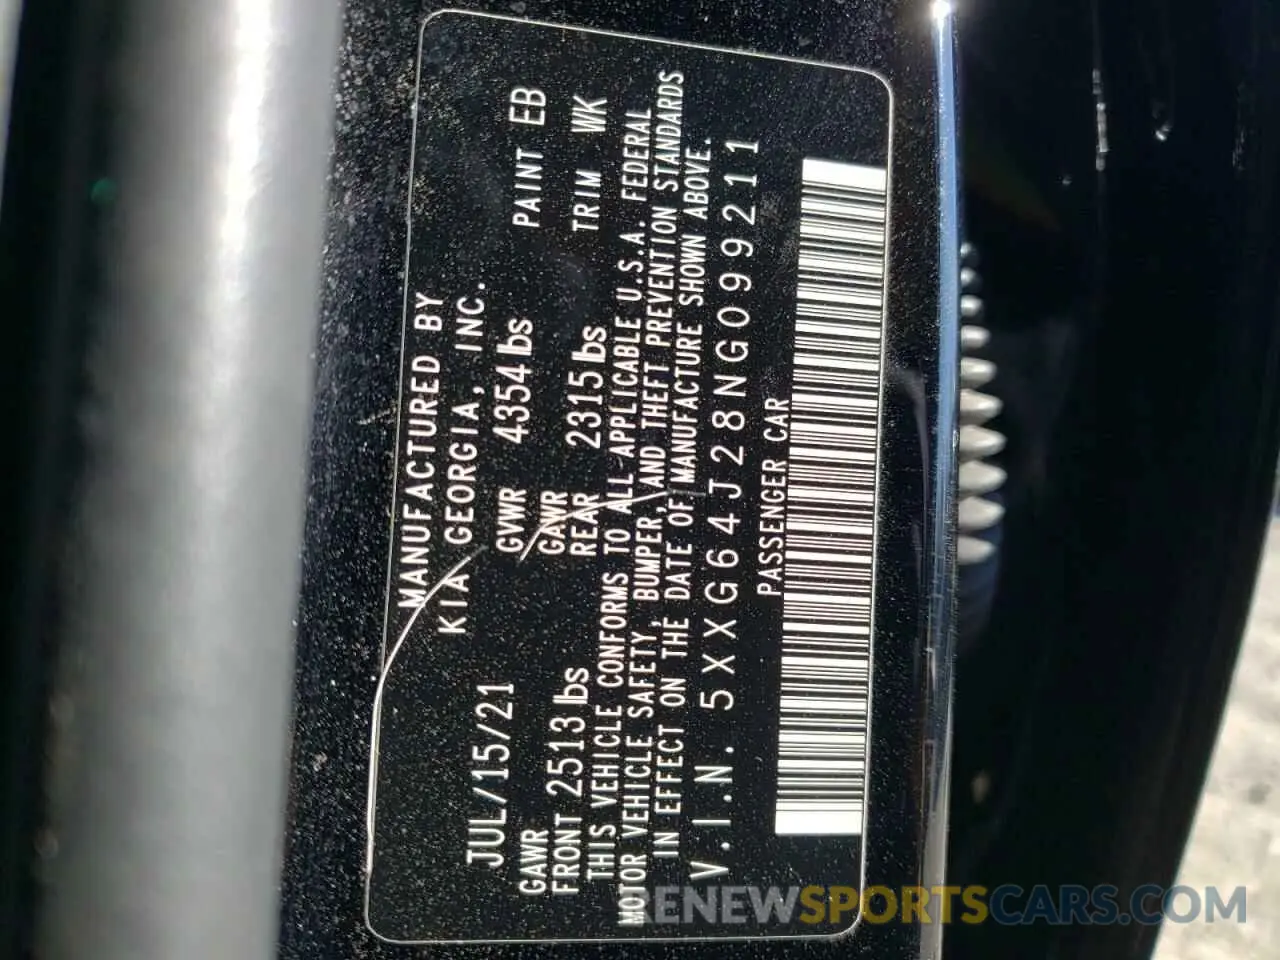 MANUFACTURED BY
KIA GEORGIA, INC.
JUL/15/21 GVWR 4354 lbs PAINT EB
GAWR FRONT 2513 lbs GAWR REAR 2315 lbs TRIM WK
THIS VEHICLE CONFORMS TO ALL APPLICABLE U.S.A. FEDERAL
MOTOR VEHICLE SAFETY, BUMPER, AND THEFT PREVENTION STANDARDS
IN EFFECT ON THE DATE OF MANUFACTURE SHOWN ABOVE.
V.I.N. 5XXG64J28NG099211
PASSENGER CAR
RENEWSPORTSCARS.COM